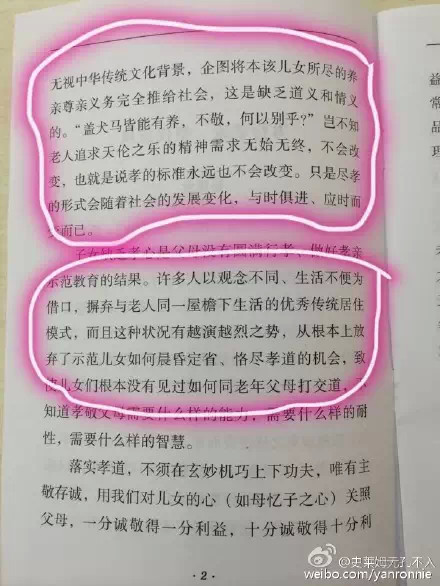 无视中华传统文化背景，企图将本该儿女所尽的养
亲尊亲义务完全推给社会，这是缺乏道义和情义
的。“盖犬马皆能有养，不敬，何以别乎？”岂不知
老人追求天伦之乐的精神需求无始无终，不会改
变，也就是说孝的标准永远也不会改变。只是尽孝
的形式会随着社会的发展变化，与时俱进、应时而
而已。
子女缺乏孝心是父母没有圆满行孝、做好孝亲
示范教育的结果。许多人以观念不同、生活不便为
借口，摒弃与老人同一屋檐下生活的优秀传统居住
模式，而且这种状况有越演越烈之势，从根本上放
弃了示范儿女如何晨昏定省、恪尽孝道的机会，致
儿女们根本没有见过如何同老年父母打交道，
知道孝敬父母需要什么样的能力，需要什么样的耐
性，需要什么样的智慧。
落实孝道，不须在玄妙机巧上下功夫，唯有主
敬存诚，用我们对儿女的心（如母忆子之心）关照
父母，一分诚敬得一分利益，十分诚敬得十分利
·2·
益
常
品
理
@史莱姆无孔不入
weibo.com/yanronnie